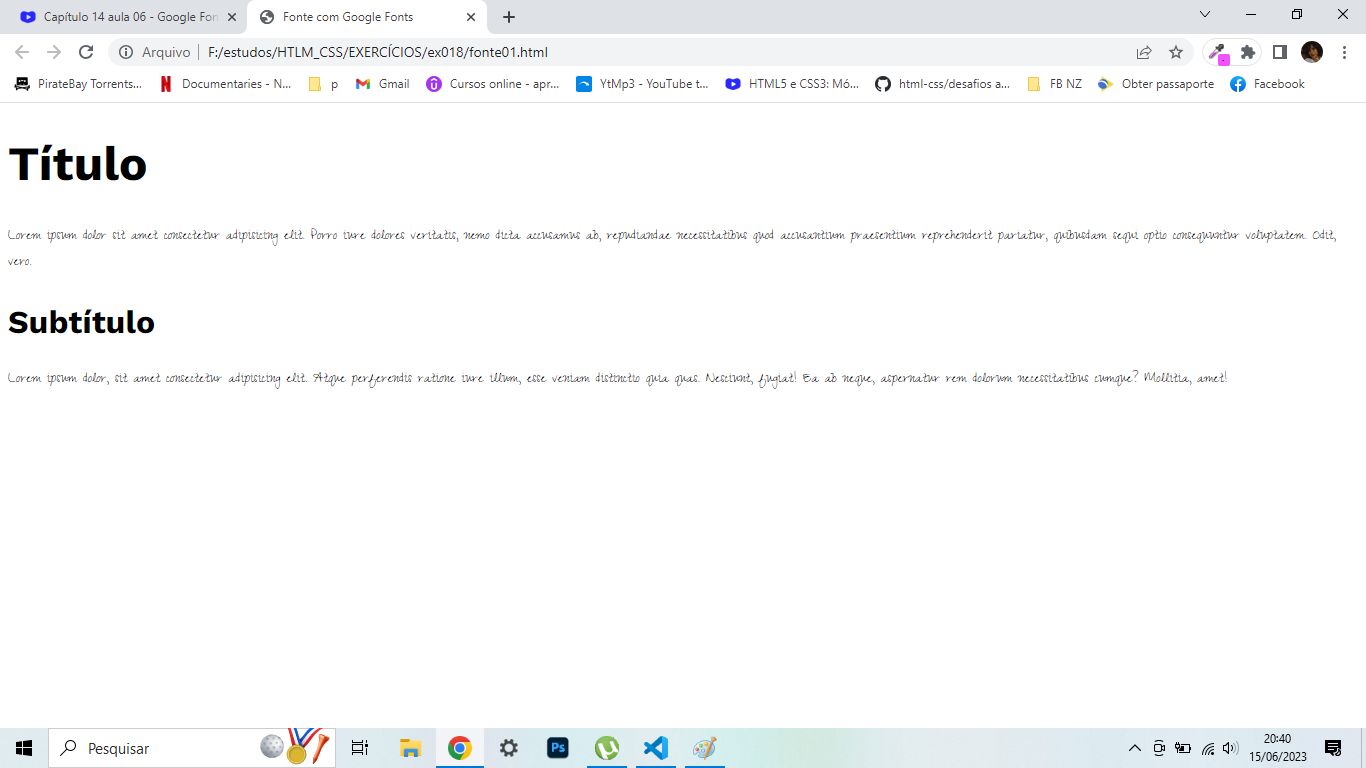 Capítulo 14 aula 06 - Google Fon
Fonte com Google Fonts
Arquivo F:/estudos/HTLM_CSS/EXERCÍCIOS/ex018/fonte01.html
PirateBay Torrents... Documentaries - N... p Gmail Cursos online - apr... YtMp3 - YouTube t... HTML5 e CSS3: Mó... html-css/desafios a... FB NZ Obter passaporte Facebook
Título
Lorem ipsum dolor sit amet consectetur adipisicing elit. Porro iure dolores veritatis, nemo dicta accusamus ab, repudiandae necessitatibus quod accusantium praesentium reprehenderit pariatur, quibusdam sequi optio consequuntur voluptatem. Odit,
vero.
Subtítulo
Lorem ipsum dolor, sit amet consectetur adipisicing elit. Atque perferendis ratione iure illum, esse veniam distinctio quia quas. Nesciunt, fugiat! Ea ab neque, aspernatur rem dolorum necessitatibus cumque? Mollitia, amet!
Pesquisar
Ps
20:40
15/06/2023